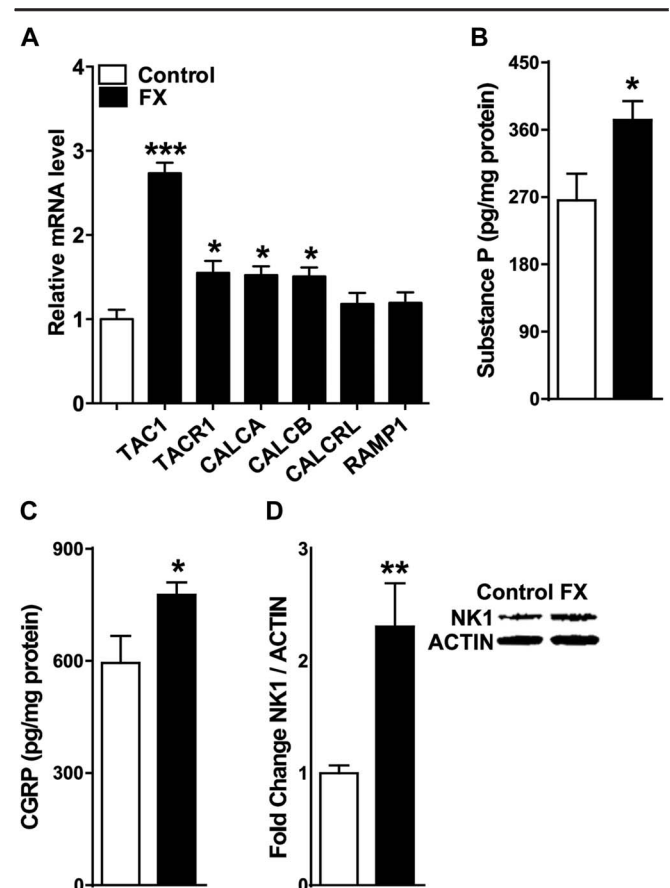 A
Relative mRNA level
4
3
2
1
0
Control
FX
***
*
*
*
TAC1
TACR1
CALCA
CALCB
CALCRL
RAMP1
B
Substance P (pg/mg protein)
450
360
270
180
90
0
*
C
CGRP (pg/mg protein)
900
600
300
0
*
D
Fold Change NK1 / ACTIN
3
2
1
0
**
Control FX
NK1
ACTIN